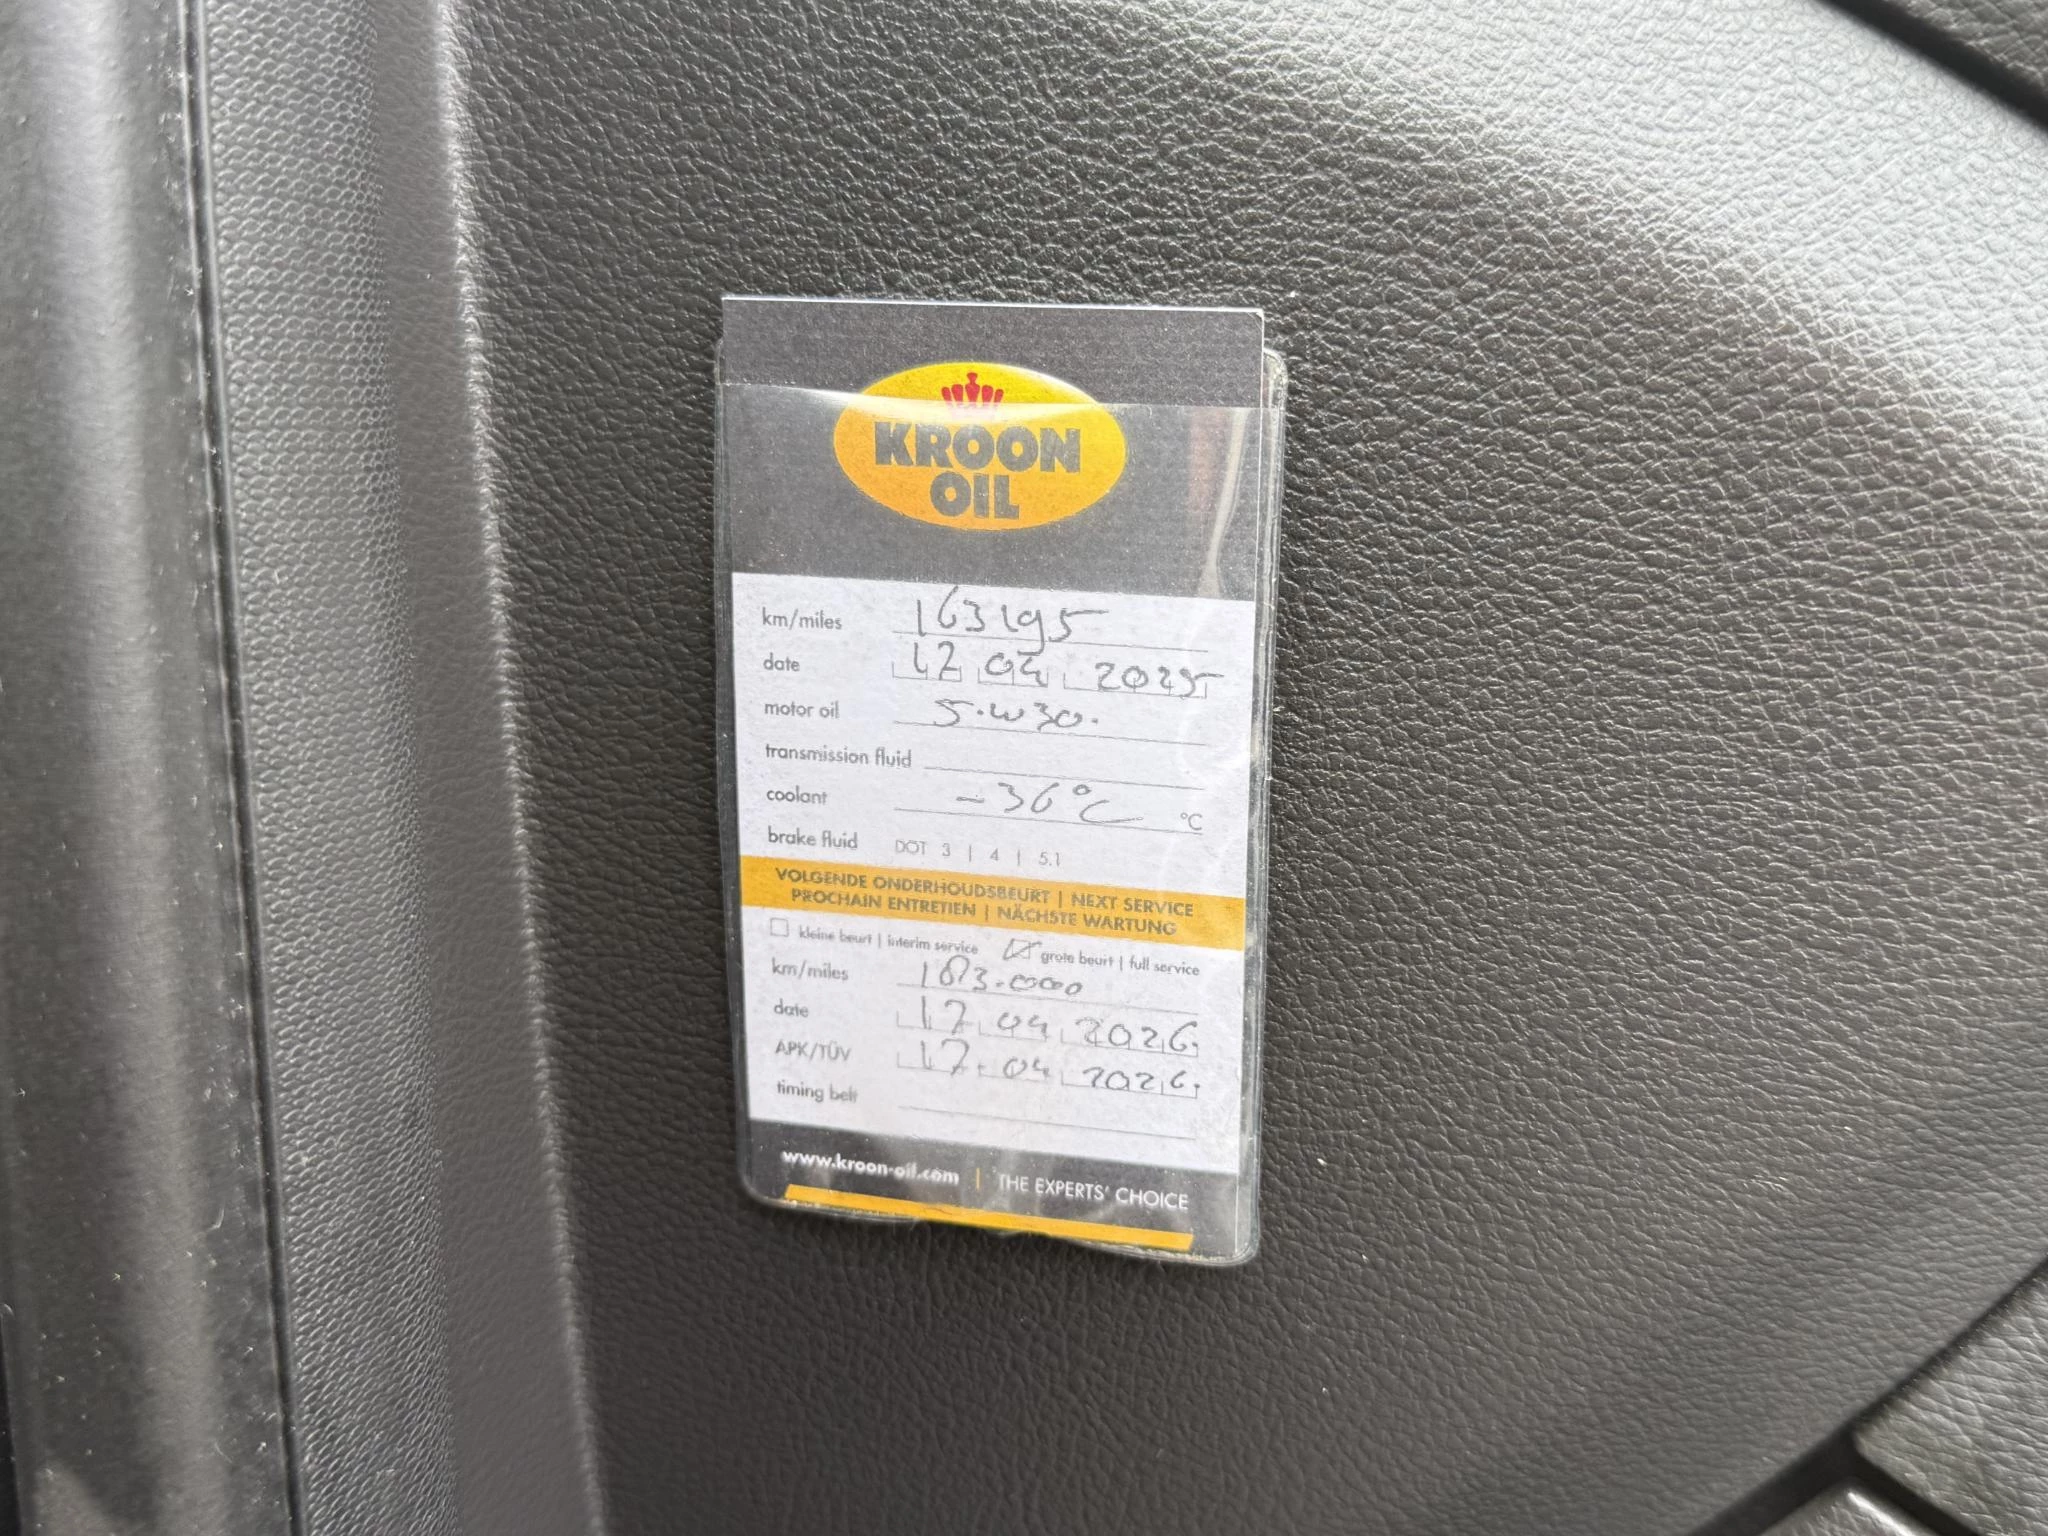 KROON
OIL
km/miles 163195
date 17 04 2025
motor oil 5.w30.
transmission fluid
coolant -36°C °C
brake fluid DOT 3 | 4 | 5.1
VOLGENDE ONDERHOUDSBEURT | NEXT SERVICE
PROCHAIN ENTRETIEN | NÄCHSTE WARTUNG
kleine beurt | interim service grote beurt | full service
km/miles 183.000
date 17 04 2026.
APK/TÜV 17.04 2026.
timing belt
www.kroon-oil.com | THE EXPERTS' CHOICE